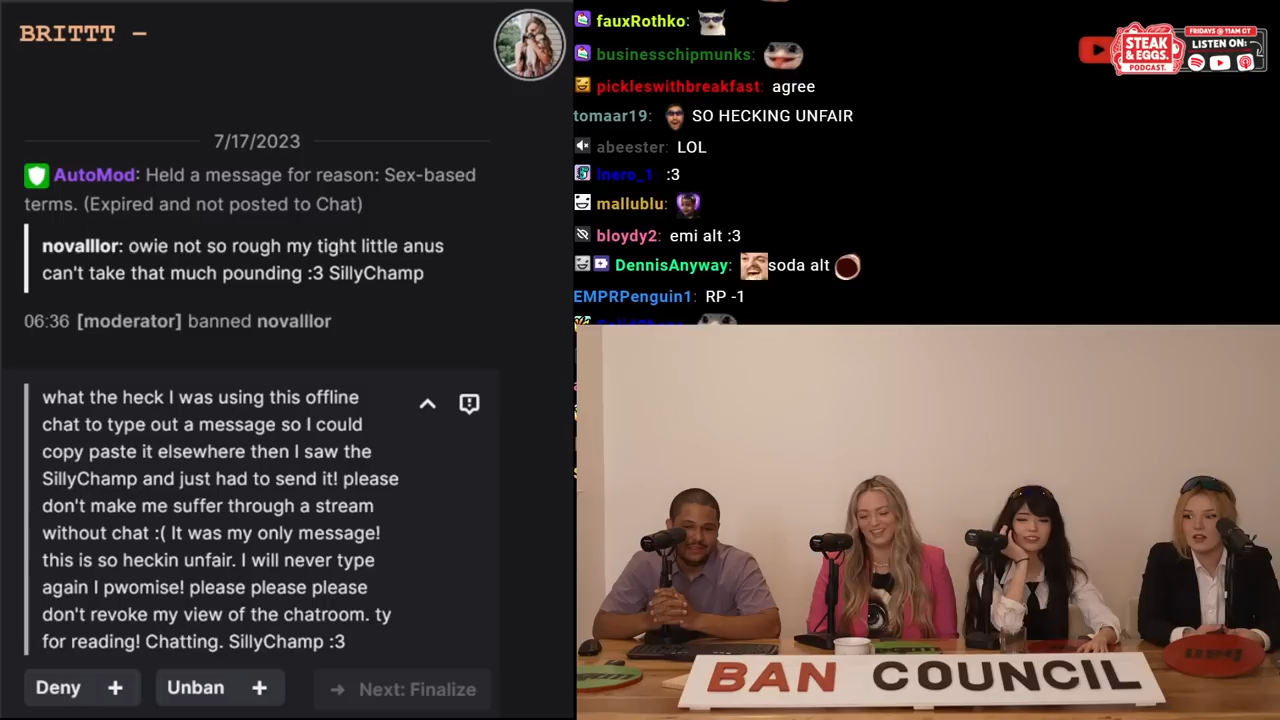 BRITTT -
7/17/2023
AutoMod: Held a message for reason: Sex-based
terms. (Expired and not posted to Chat)
novalllor: owie not so rough my tight little anus
can't take that much pounding :3 SillyChamp
06:36 [moderator] banned novalllor
what the heck I was using this offline
chat to type out a message so I could
copy paste it elsewhere then I saw the
SillyChamp and just had to send it! please
don't make me suffer through a stream
without chat :( It was my only message!
this is so heckin unfair. I will never type
again I pwomise! please please please
don't revoke my view of the chatroom. ty
for reading! Chatting. SillyChamp :3
Deny +
Unban +
→ Next: Finalize
fauxRothko:
businesschipmunks:
pickleswithbreakfast: agree
tomaar19: SO HECKING UNFAIR
abeester: LOL
inero_1 :3
mallublu:
bloydy2: emi alt :3
DennisAnyway: soda alt
EMPRPenguin1: RP -1
STEAK
& EGGS.
PODCAST.
FRIDAYS @ 11AM CT
LISTEN ON:
BAN COUNCIL